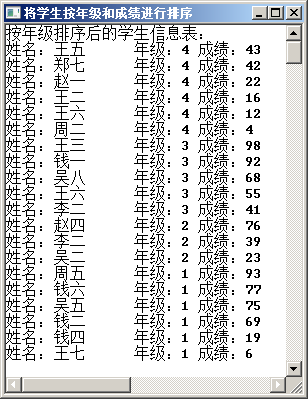 将学生按年级和成绩进行排序
按年级排序后的学生信息表:
姓名: 王五 年级: 4 成绩: 43
姓名: 郑七 年级: 4 成绩: 42
姓名: 赵一 年级: 4 成绩: 22
姓名: 王二 年级: 4 成绩: 16
姓名: 王六 年级: 4 成绩: 12
姓名: 周二 年级: 4 成绩: 4
姓名: 王三 年级: 3 成绩: 98
姓名: 钱一 年级: 3 成绩: 92
姓名: 吴八 年级: 3 成绩: 68
姓名: 王六 年级: 3 成绩: 55
姓名: 李二 年级: 3 成绩: 41
姓名: 赵四 年级: 2 成绩: 76
姓名: 李二 年级: 2 成绩: 39
姓名: 吴二 年级: 2 成绩: 23
姓名: 周五 年级: 1 成绩: 93
姓名: 钱六 年级: 1 成绩: 77
姓名: 吴五 年级: 1 成绩: 75
姓名: 钱二 年级: 1 成绩: 69
姓名: 钱四 年级: 1 成绩: 19
姓名: 王七 年级: 1 成绩: 6